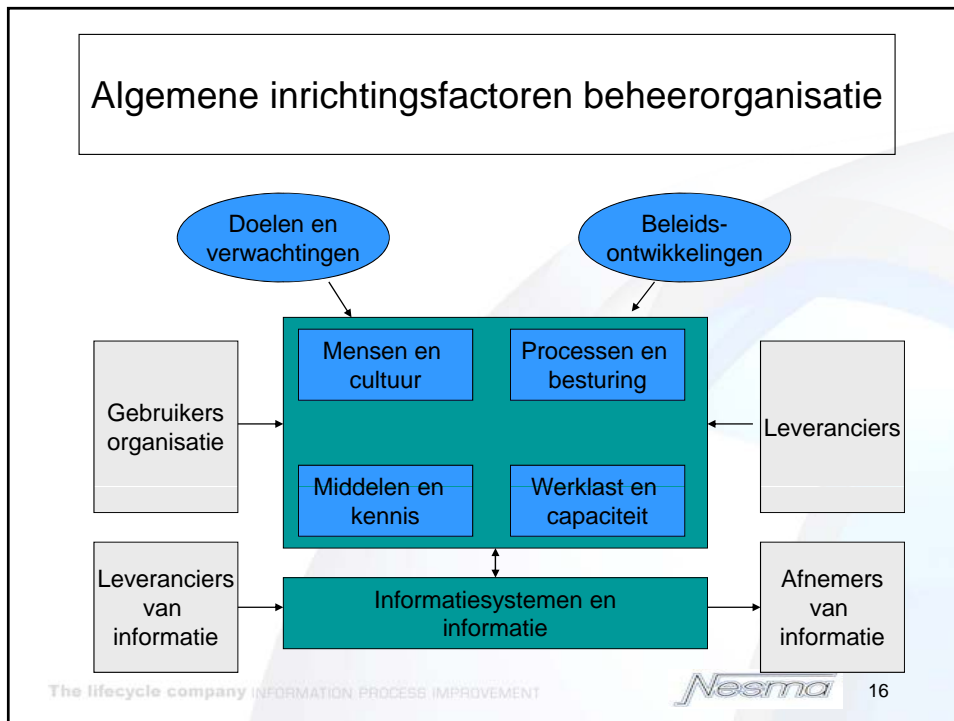 Algemene inrichtingsfactoren beheerorganisatie
Doelen en
verwachtingen
Beleids-
ontwikkelingen
Mensen en
cultuur
Processen en
besturing
Gebruikers
organisatie
Leveranciers
Middelen en
kennis
Werklast en
capaciteit
Leveranciers
van
informatie
Informatiesystemen en
informatie
Afnemers
van
informatie
The lifecycle company INFORMATION PROCESS IMPROVEMENT
Nesma
16